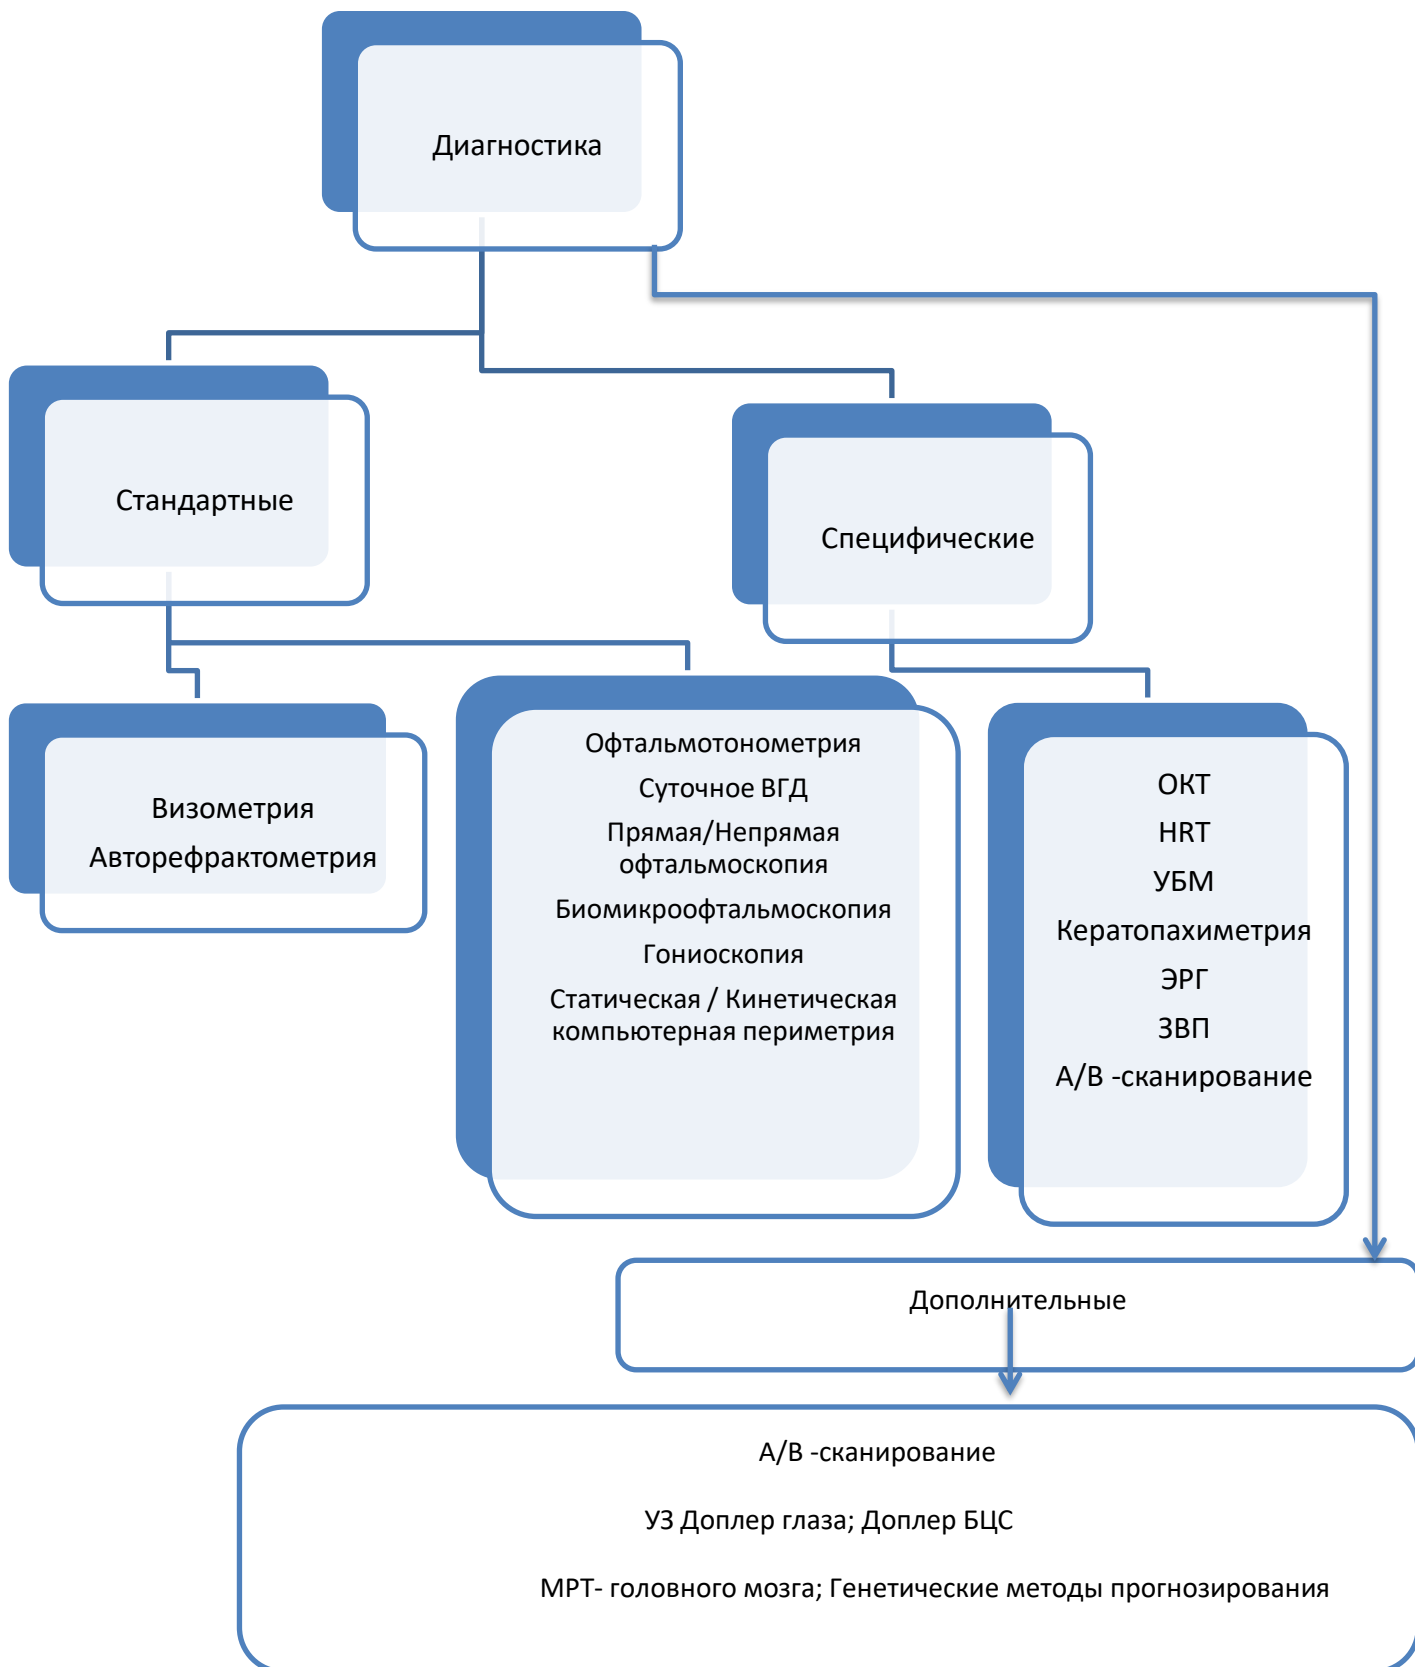 Диагностика
Стандартные
Специфические
Визометрия
Авторефрактометрия
Офтальмотонометрия
Суточное ВГД
Прямая/Непрямая
офтальмоскопия
Биомикроофтальмоскопия
Гониоскопия
Статическая / Кинетическая
компьютерная периметрия
ОКТ
HRT
УБМ
Кератопахиметрия
ЭРГ
ЗВП
А/В -сканирование
Дополнительные
А/В -сканирование
УЗ Доплер глаза; Доплер БЦС
МРТ- головного мозга; Генетические методы прогнозирования